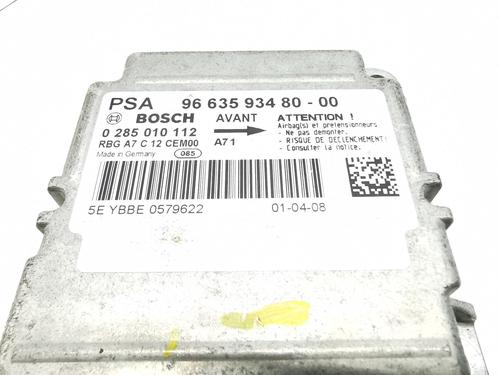 PSA 96 635 934 80 - 00
BOSCH AVANT ATTENTION !
0 285 010 112 Airbag(s) et pretensionneurs
- Ne pas demonter.
RBG A7 C 12 CEM00 A71 - RISQUE DE DECLENCHEMENT!
Made in Germany 085 - Consulter la notice.
5E YBBE 0579622 01-04-08